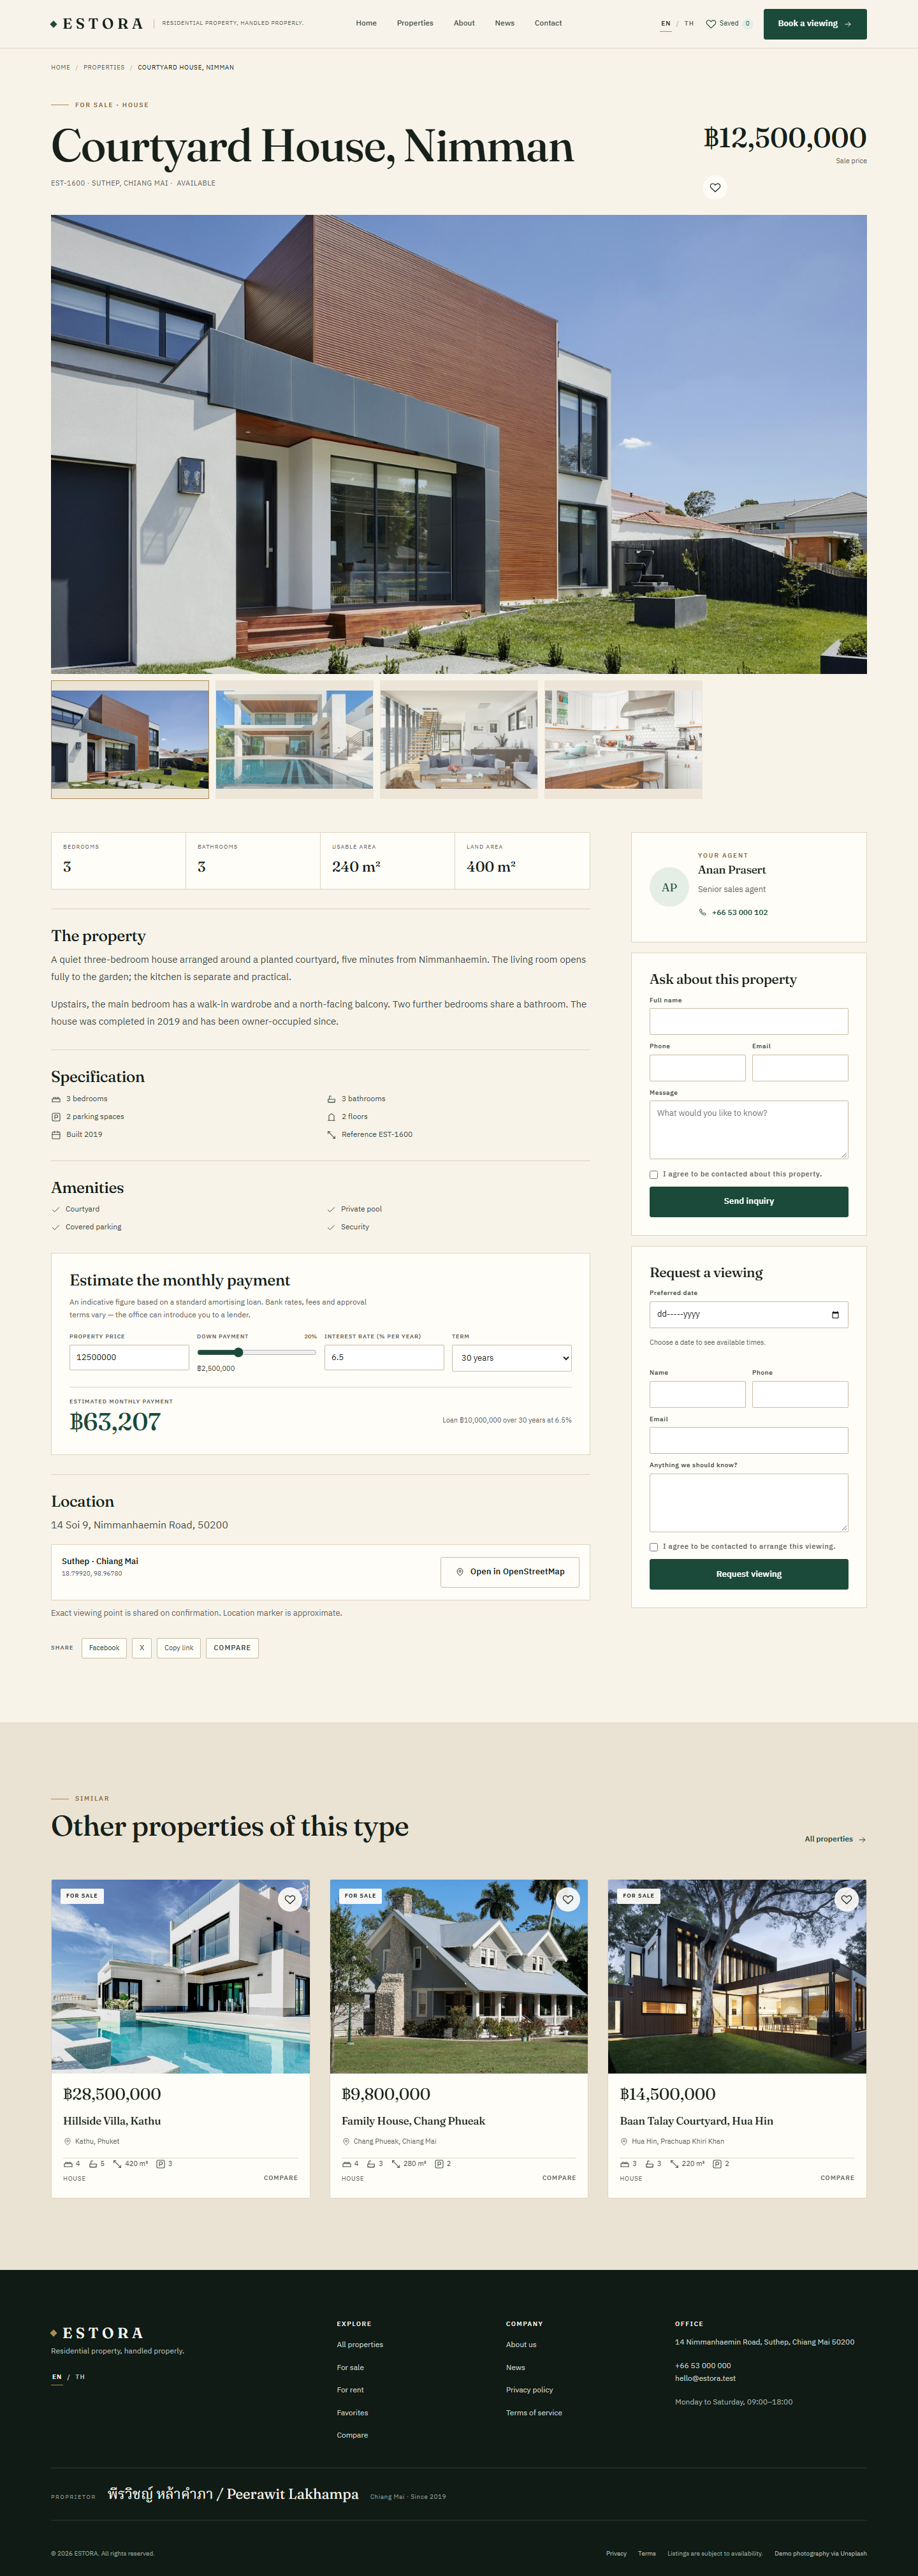 ESTORA
RESIDENTIAL PROPERTY, HANDLED PROPERLY.
Home
Properties
About
News
Contact
EN / TH
Saved 0
Book a viewing →
HOME / PROPERTIES / COURTYARD HOUSE, NIMMAN
FOR SALE · HOUSE
Courtyard House, Nimman
฿12,500,000
Sale price
EST-1600 · SUTHEP, CHIANG MAI · AVAILABLE
BEDROOMS
3
BATHROOMS
3
USABLE AREA
240 m²
LAND AREA
400 m²
The property
A quiet three-bedroom house arranged around a planted courtyard, five minutes from Nimmanhaemin. The living room opens
fully to the garden; the kitchen is separate and practical.
Upstairs, the main bedroom has a walk-in wardrobe and a north-facing balcony. Two further bedrooms share a bathroom. The
house was completed in 2019 and has been owner-occupied since.
Specification
3 bedrooms
3 bathrooms
2 parking spaces
2 floors
Built 2019
Reference EST-1600
Amenities
Courtyard
Private pool
Covered parking
Security
Estimate the monthly payment
An indicative figure based on a standard amortising loan. Bank rates, fees and approval
terms vary — the office can introduce you to a lender.
PROPERTY PRICE
12500000
DOWN PAYMENT 20%
฿2,500,000
INTEREST RATE (% PER YEAR)
6.5
TERM
30 years
ESTIMATED MONTHLY PAYMENT
฿63,207
Loan ฿10,000,000 over 30 years at 6.5%
Location
14 Soi 9, Nimmanhaemin Road, 50200
Suthep · Chiang Mai
18.79920, 98.96780
Open in OpenStreetMap
Exact viewing point is shared on confirmation. Location marker is approximate.
SHARE
Facebook
X
Copy link
COMPARE
AP
YOUR AGENT
Anan Prasert
Senior sales agent
+66 53 000 102
Ask about this property
Full name
Phone
Email
Message
What would you like to know?
I agree to be contacted about this property.
Send inquiry
Request a viewing
Preferred date
dd-----yyyy
Choose a date to see available times.
Name
Phone
Email
Anything we should know?
I agree to be contacted to arrange this viewing.
Request viewing
SIMILAR
Other properties of this type
All properties →
FOR SALE
฿28,500,000
Hillside Villa, Kathu
Kathu, Phuket
4 5 420 m² 3
HOUSE
COMPARE
FOR SALE
฿9,800,000
Family House, Chang Phueak
Chang Phueak, Chiang Mai
4 3 280 m² 2
HOUSE
COMPARE
FOR SALE
฿14,500,000
Baan Talay Courtyard, Hua Hin
Hua Hin, Prachuap Khiri Khan
3 3 220 m² 2
HOUSE
COMPARE
ESTORA
Residential property, handled properly.
EN / TH
EXPLORE
All properties
For sale
For rent
Favorites
Compare
COMPANY
About us
News
Privacy policy
Terms of service
OFFICE
14 Nimmanhaemin Road, Suthep, Chiang Mai 50200
+66 53 000 000
hello@estora.test
Monday to Saturday, 09:00–18:00
PROPRIETOR
พีรวิชญ์ หล้าคำภา / Peerawit Lakhampa
Chiang Mai · Since 2019
© 2026 ESTORA. All rights reserved.
Privacy
Terms
Listings are subject to availability.
Demo photography via Unsplash